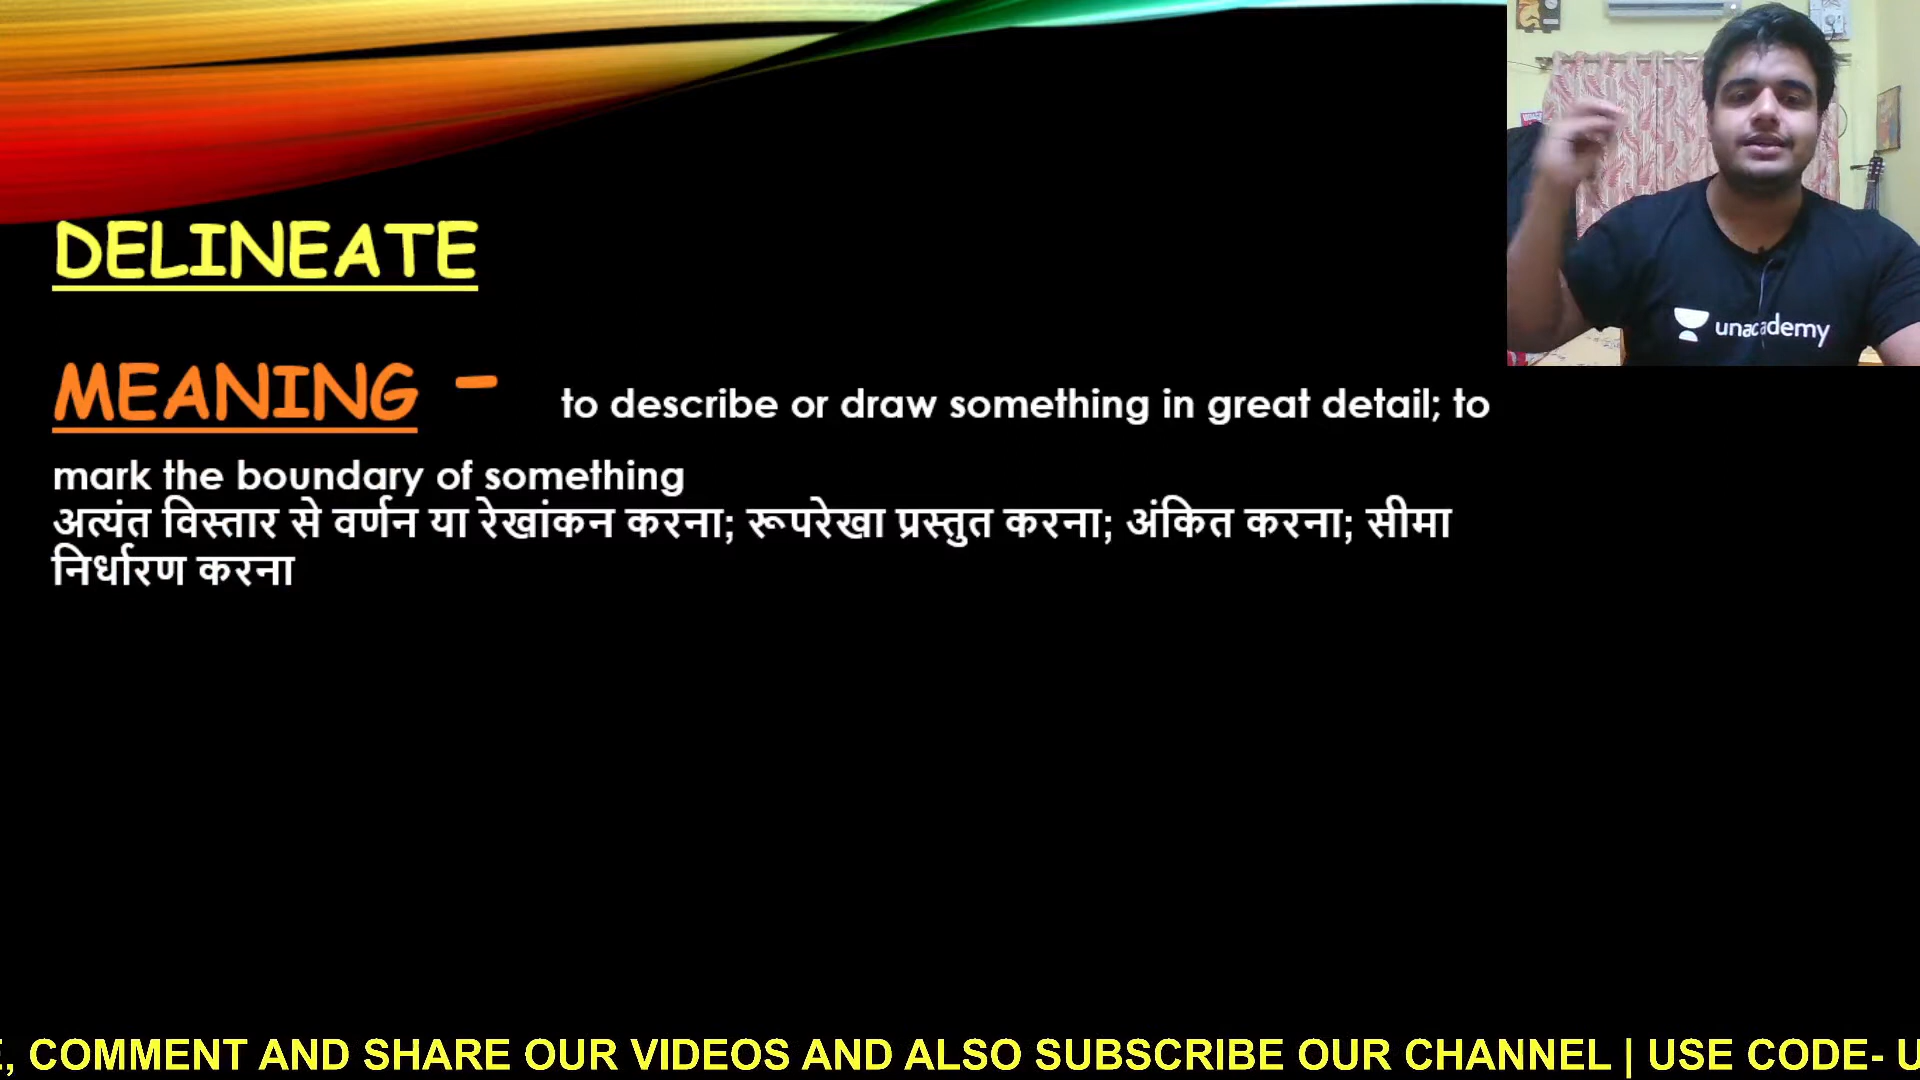 DELINEATE
MEANING - to describe or draw something in great detail; to
mark the boundary of something
अत्यंत विस्तार से वर्णन या रेखांकन करना; रूपरेखा प्रस्तुत करना; अंकित करना; सीमा
निर्धारण करना
unacademy
, COMMENT AND SHARE OUR VIDEOS AND ALSO SUBSCRIBE OUR CHANNEL | USE CODE-